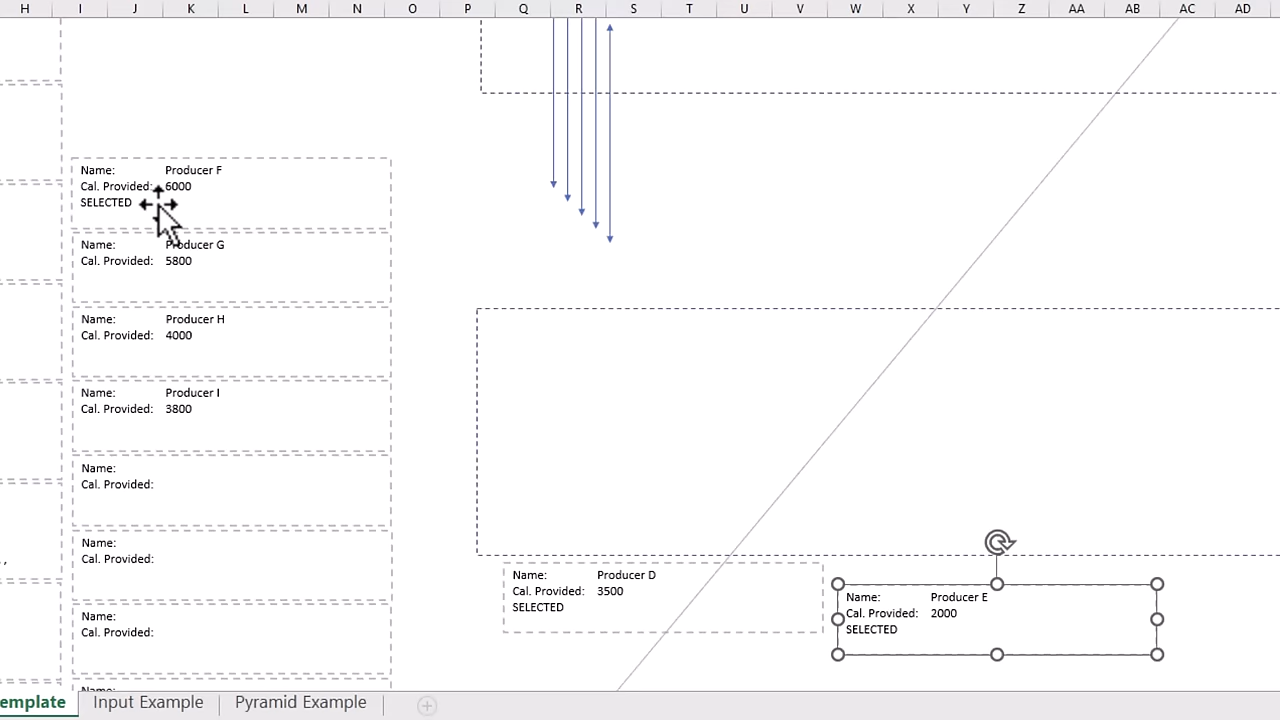 H I J K L M N O P Q R S T U V W X Y Z AA AB AC AD
Name: Producer F
Cal. Provided: 6000
SELECTED
Name: Producer G
Cal. Provided: 5800
Name: Producer H
Cal. Provided: 4000
Name: Producer I
Cal. Provided: 3800
Name:
Cal. Provided:
Name:
Cal. Provided:
Name:
Cal. Provided:
Name:
Name: Producer D
Cal. Provided: 3500
SELECTED
Name: Producer E
Cal. Provided: 2000
SELECTED
emplate Input Example Pyramid Example